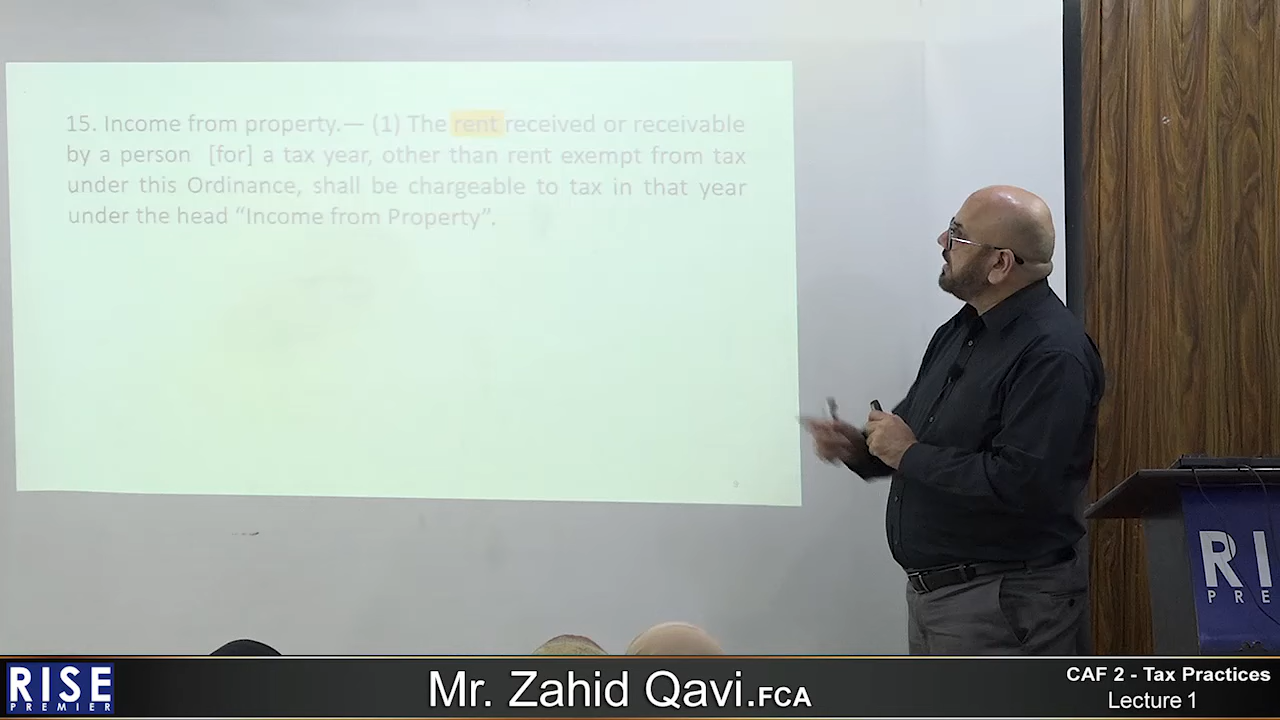 15. Income from property.— (1) The rent received or receivable
by a person [for] a tax year, other than rent exempt from tax
under this Ordinance, shall be chargeable to tax in that year
under the head “Income from Property”.
RI
PRE
RISE
PREMIER
Mr. Zahid Qavi.FCA
CAF 2 - Tax Practices
Lecture 1